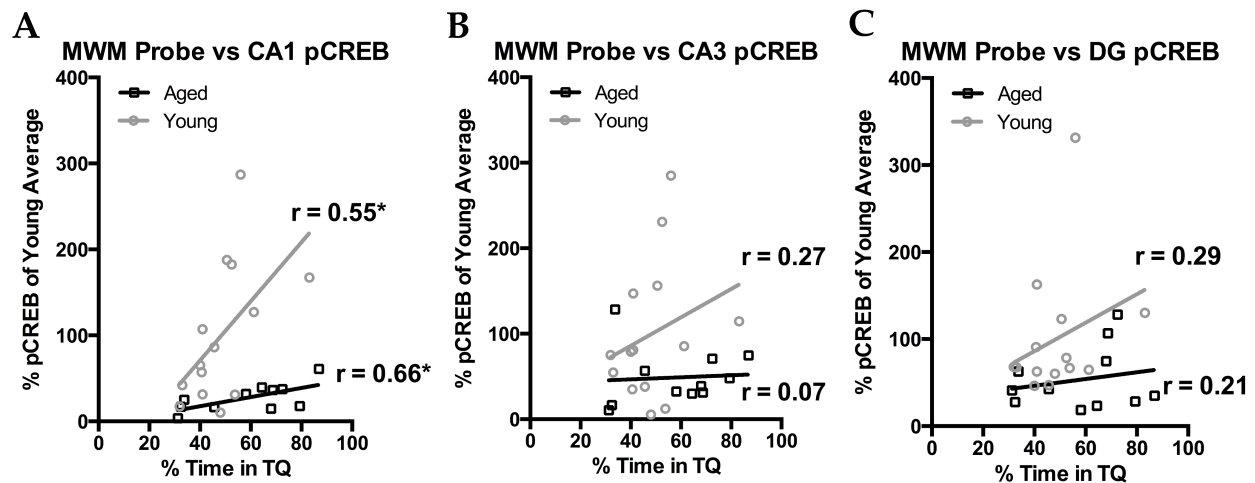 A
MWM Probe vs CA1 pCREB
400
300
200
100
0
% pCREB of Young Average
Aged
Young
r = 0.55*
r = 0.66*
0 20 40 60 80 100
% Time in TQ
B
MWM Probe vs CA3 pCREB
400
300
200
100
0
% pCREB of Young Average
Aged
Young
r = 0.27
r = 0.07
0 20 40 60 80 100
% Time in TQ
C
MWM Probe vs DG pCREB
400
300
200
100
0
% pCREB of Young Average
Aged
Young
r = 0.29
r = 0.21
0 20 40 60 80 100
% Time in TQ